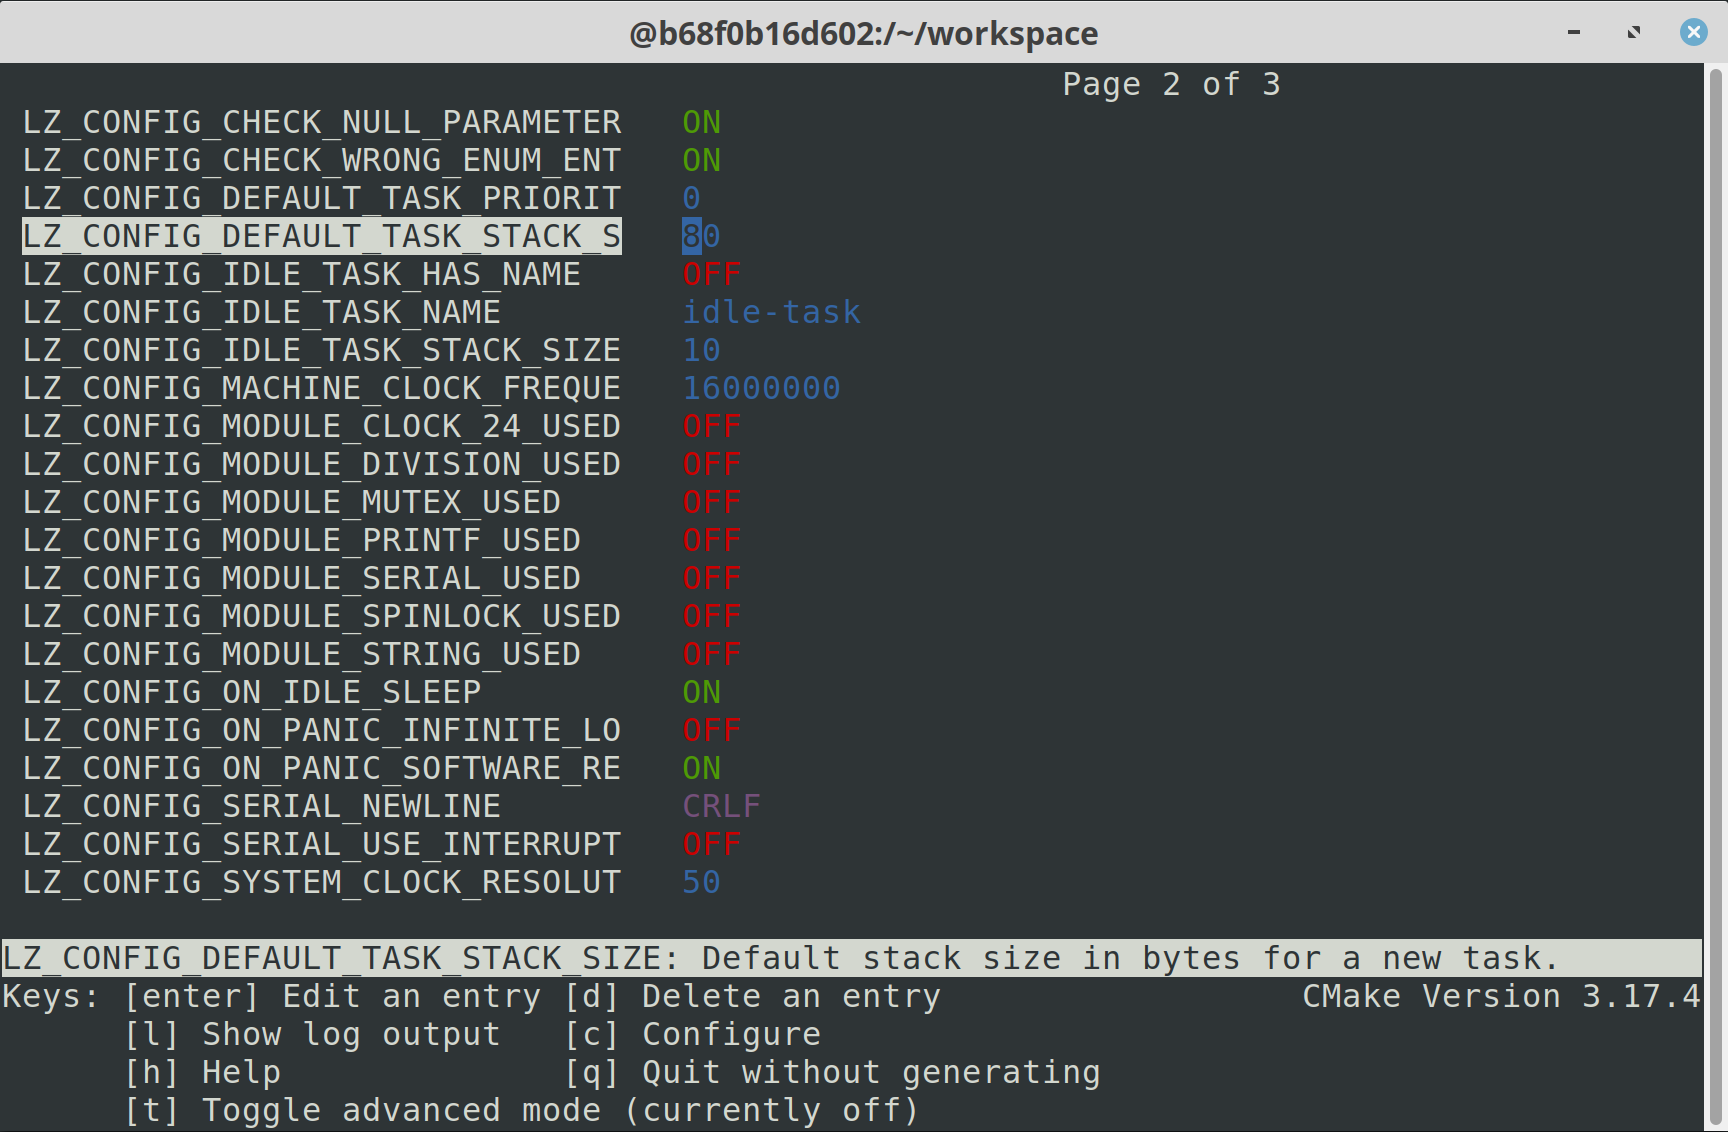 @b68f0b16d602:/~/workspace
Page 2 of 3
LZ_CONFIG_CHECK_NULL_PARAMETER ON
LZ_CONFIG_CHECK_WRONG_ENUM_ENT ON
LZ_CONFIG_DEFAULT_TASK_PRIORIT 0
LZ_CONFIG_DEFAULT_TASK_STACK_S 80
LZ_CONFIG_IDLE_TASK_HAS_NAME OFF
LZ_CONFIG_IDLE_TASK_NAME idle-task
LZ_CONFIG_IDLE_TASK_STACK_SIZE 10
LZ_CONFIG_MACHINE_CLOCK_FREQUE 16000000
LZ_CONFIG_MODULE_CLOCK_24_USED OFF
LZ_CONFIG_MODULE_DIVISION_USED OFF
LZ_CONFIG_MODULE_MUTEX_USED OFF
LZ_CONFIG_MODULE_PRINTF_USED OFF
LZ_CONFIG_MODULE_SERIAL_USED OFF
LZ_CONFIG_MODULE_SPINLOCK_USED OFF
LZ_CONFIG_MODULE_STRING_USED OFF
LZ_CONFIG_ON_IDLE_SLEEP ON
LZ_CONFIG_ON_PANIC_INFINITE_LO OFF
LZ_CONFIG_ON_PANIC_SOFTWARE_RE ON
LZ_CONFIG_SERIAL_NEWLINE CRLF
LZ_CONFIG_SERIAL_USE_INTERRUPT OFF
LZ_CONFIG_SYSTEM_CLOCK_RESOLUT 50
LZ_CONFIG_DEFAULT_TASK_STACK_SIZE: Default stack size in bytes for a new task.
Keys: [enter] Edit an entry [d] Delete an entry CMake Version 3.17.4
[l] Show log output [c] Configure
[h] Help [q] Quit without generating
[t] Toggle advanced mode (currently off)